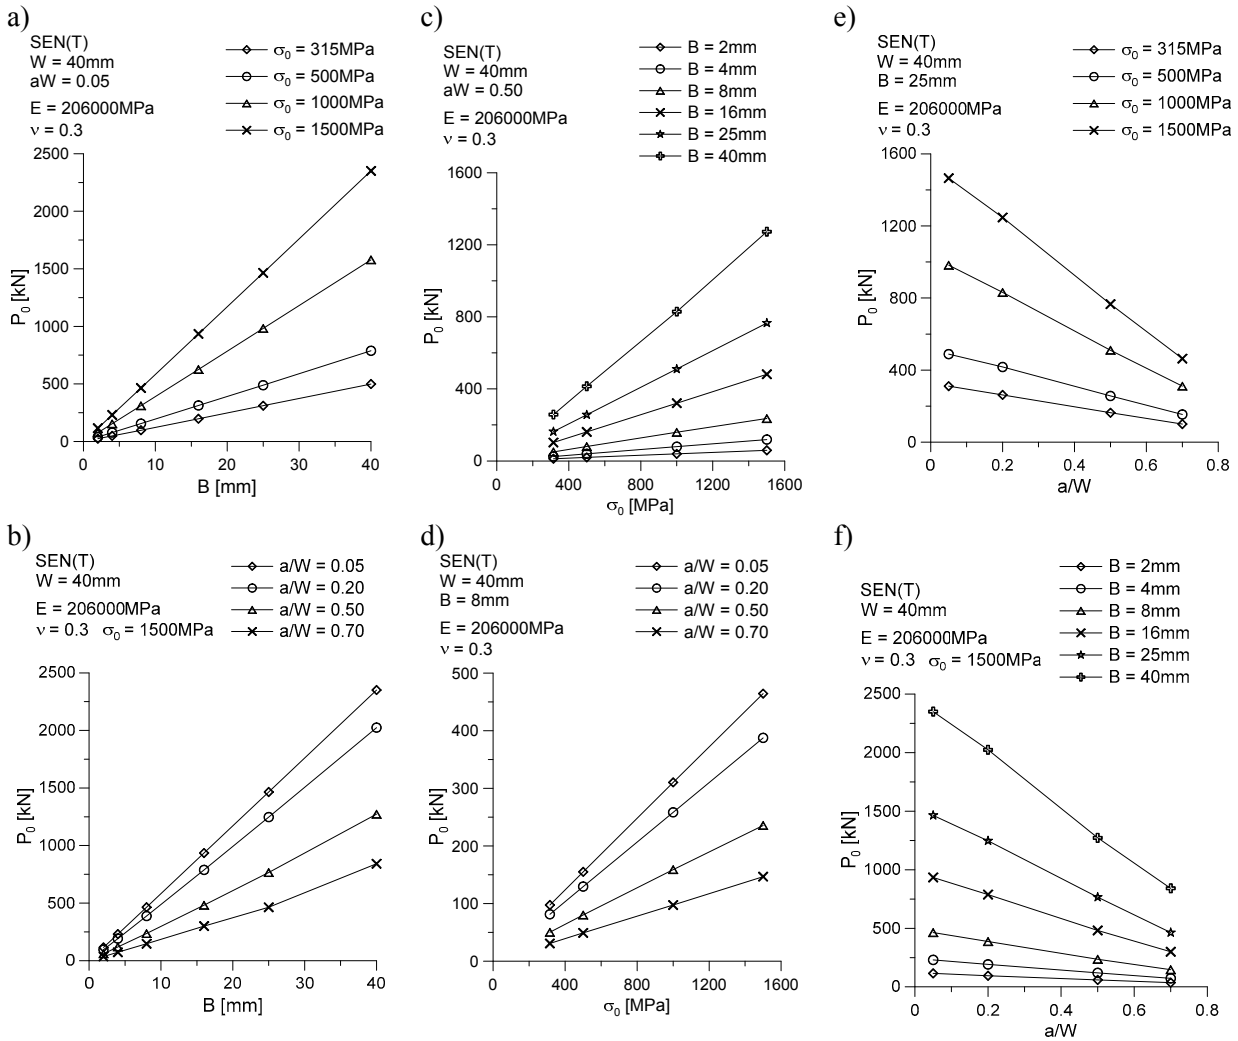 a)
SEN(T)
W = 40mm
aW = 0.05
E = 206000MPa
ν = 0.3
σ0 = 315MPa
σ0 = 500MPa
σ0 = 1000MPa
σ0 = 1500MPa
2500
2000
1500
1000
500
0
P0 [kN]
0 10 20 30 40
B [mm]
c)
SEN(T)
W = 40mm
aW = 0.50
E = 206000MPa
ν = 0.3
B = 2mm
B = 4mm
B = 8mm
B = 16mm
B = 25mm
B = 40mm
1600
1200
800
400
0
P0 [kN]
0 400 800 1200 1600
σ0 [MPa]
e)
SEN(T)
W = 40mm
B = 25mm
E = 206000MPa
ν = 0.3
σ0 = 315MPa
σ0 = 500MPa
σ0 = 1000MPa
σ0 = 1500MPa
1600
1200
800
400
0
P0 [kN]
0 0.2 0.4 0.6 0.8
a/W
b)
SEN(T)
W = 40mm
E = 206000MPa
ν = 0.3 σ0 = 1500MPa
a/W = 0.05
a/W = 0.20
a/W = 0.50
a/W = 0.70
2500
2000
1500
1000
500
0
P0 [kN]
0 10 20 30 40
B [mm]
d)
SEN(T)
W = 40mm
B = 8mm
E = 206000MPa
ν = 0.3
a/W = 0.05
a/W = 0.20
a/W = 0.50
a/W = 0.70
500
400
300
200
100
0
P0 [kN]
0 400 800 1200 1600
σ0 [MPa]
f)
SEN(T)
W = 40mm
E = 206000MPa
ν = 0.3 σ0 = 1500MPa
B = 2mm
B = 4mm
B = 8mm
B = 16mm
B = 25mm
B = 40mm
2500
2000
1500
1000
500
0
P0 [kN]
0 0.2 0.4 0.6 0.8
a/W